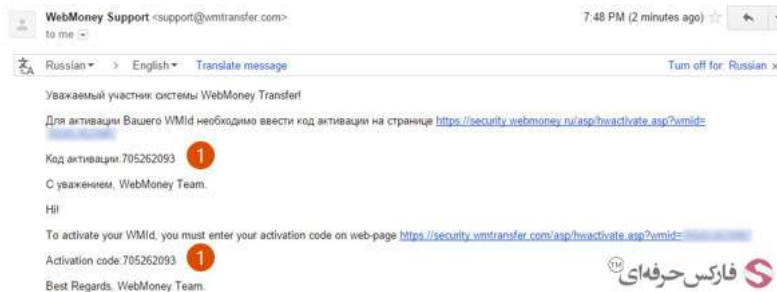 WebMoney Support <support@wmtransfer.com> 7:48 PM (2 minutes ago)
to me
Russian > English Translate message Turn off for: Russian x
Уважаемый участник системы WebMoney Transfer!
Для активации Вашего WMId необходимо ввести код активации на странице https://security.webmoney.ru/asp/hwactivate.asp?wmid=
Код активации:705262093 1
С уважением, WebMoney Team.
Hi!
To activate your WMId, you must enter your activation code on web-page https://security.wmtransfer.com/asp/hwactivate.asp?wmid=
Activation code:705262093 1
Best Regards, WebMoney Team.
فارکس حرفه‌ای TM